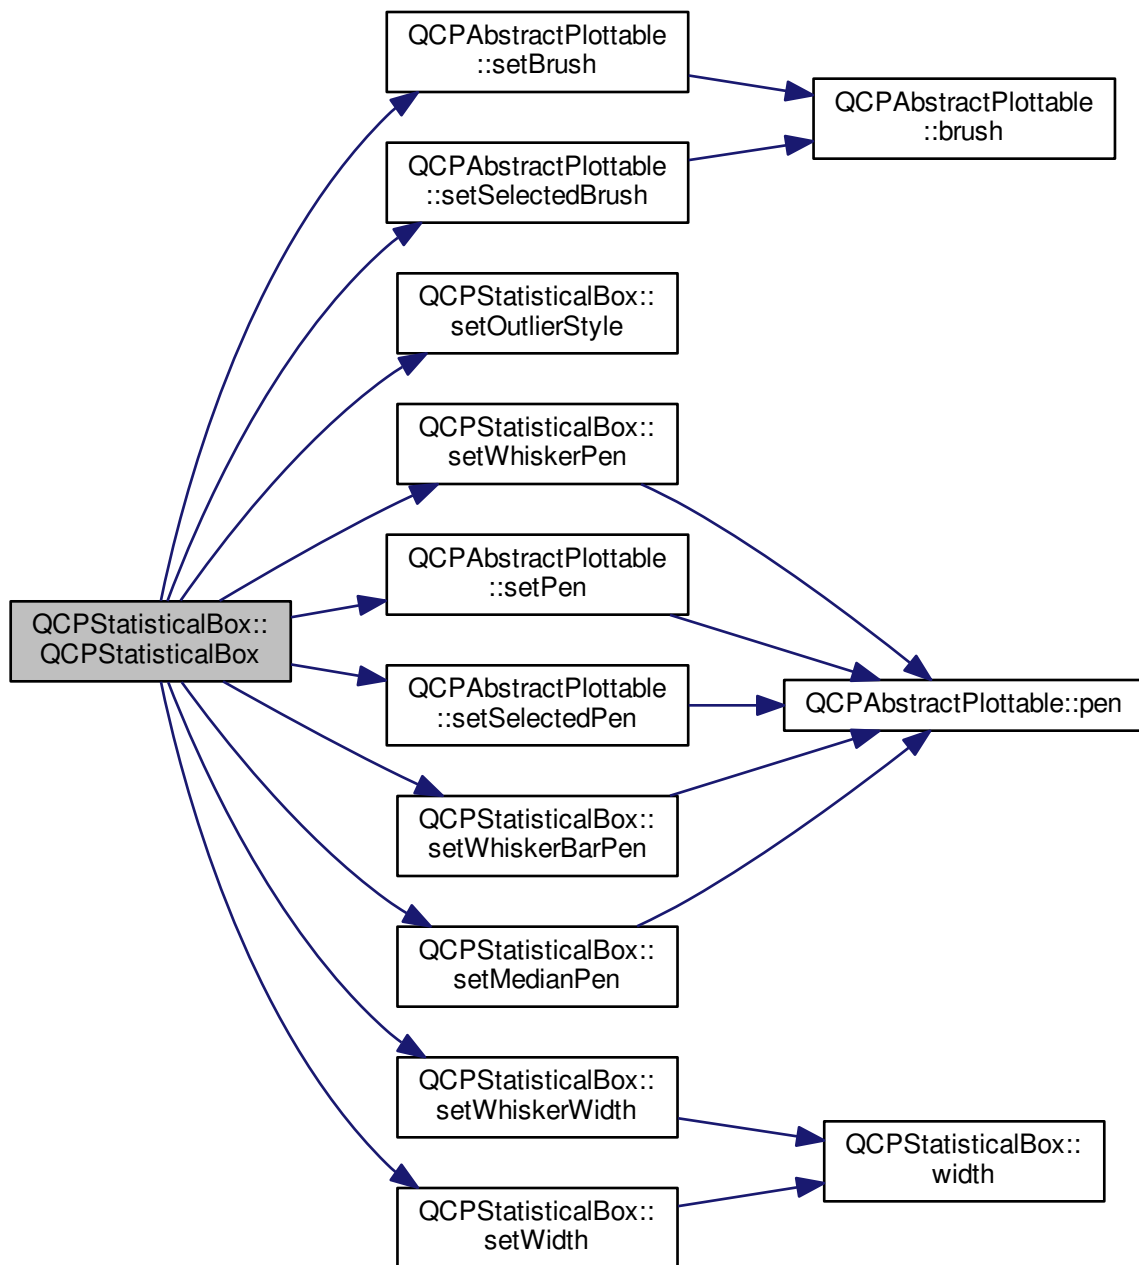 QCPAbstractPlottable
::setBrush
QCPAbstractPlottable
::brush
QCPAbstractPlottable
::setSelectedBrush
QCPStatisticalBox::
setOutlierStyle
QCPStatisticalBox::
setWhiskerPen
QCPAbstractPlottable
::setPen
QCPStatisticalBox::
QCPStatisticalBox
QCPAbstractPlottable
::setSelectedPen
QCPAbstractPlottable::pen
QCPStatisticalBox::
setWhiskerBarPen
QCPStatisticalBox::
setMedianPen
QCPStatisticalBox::
setWhiskerWidth
QCPStatisticalBox::
width
QCPStatisticalBox::
setWidth